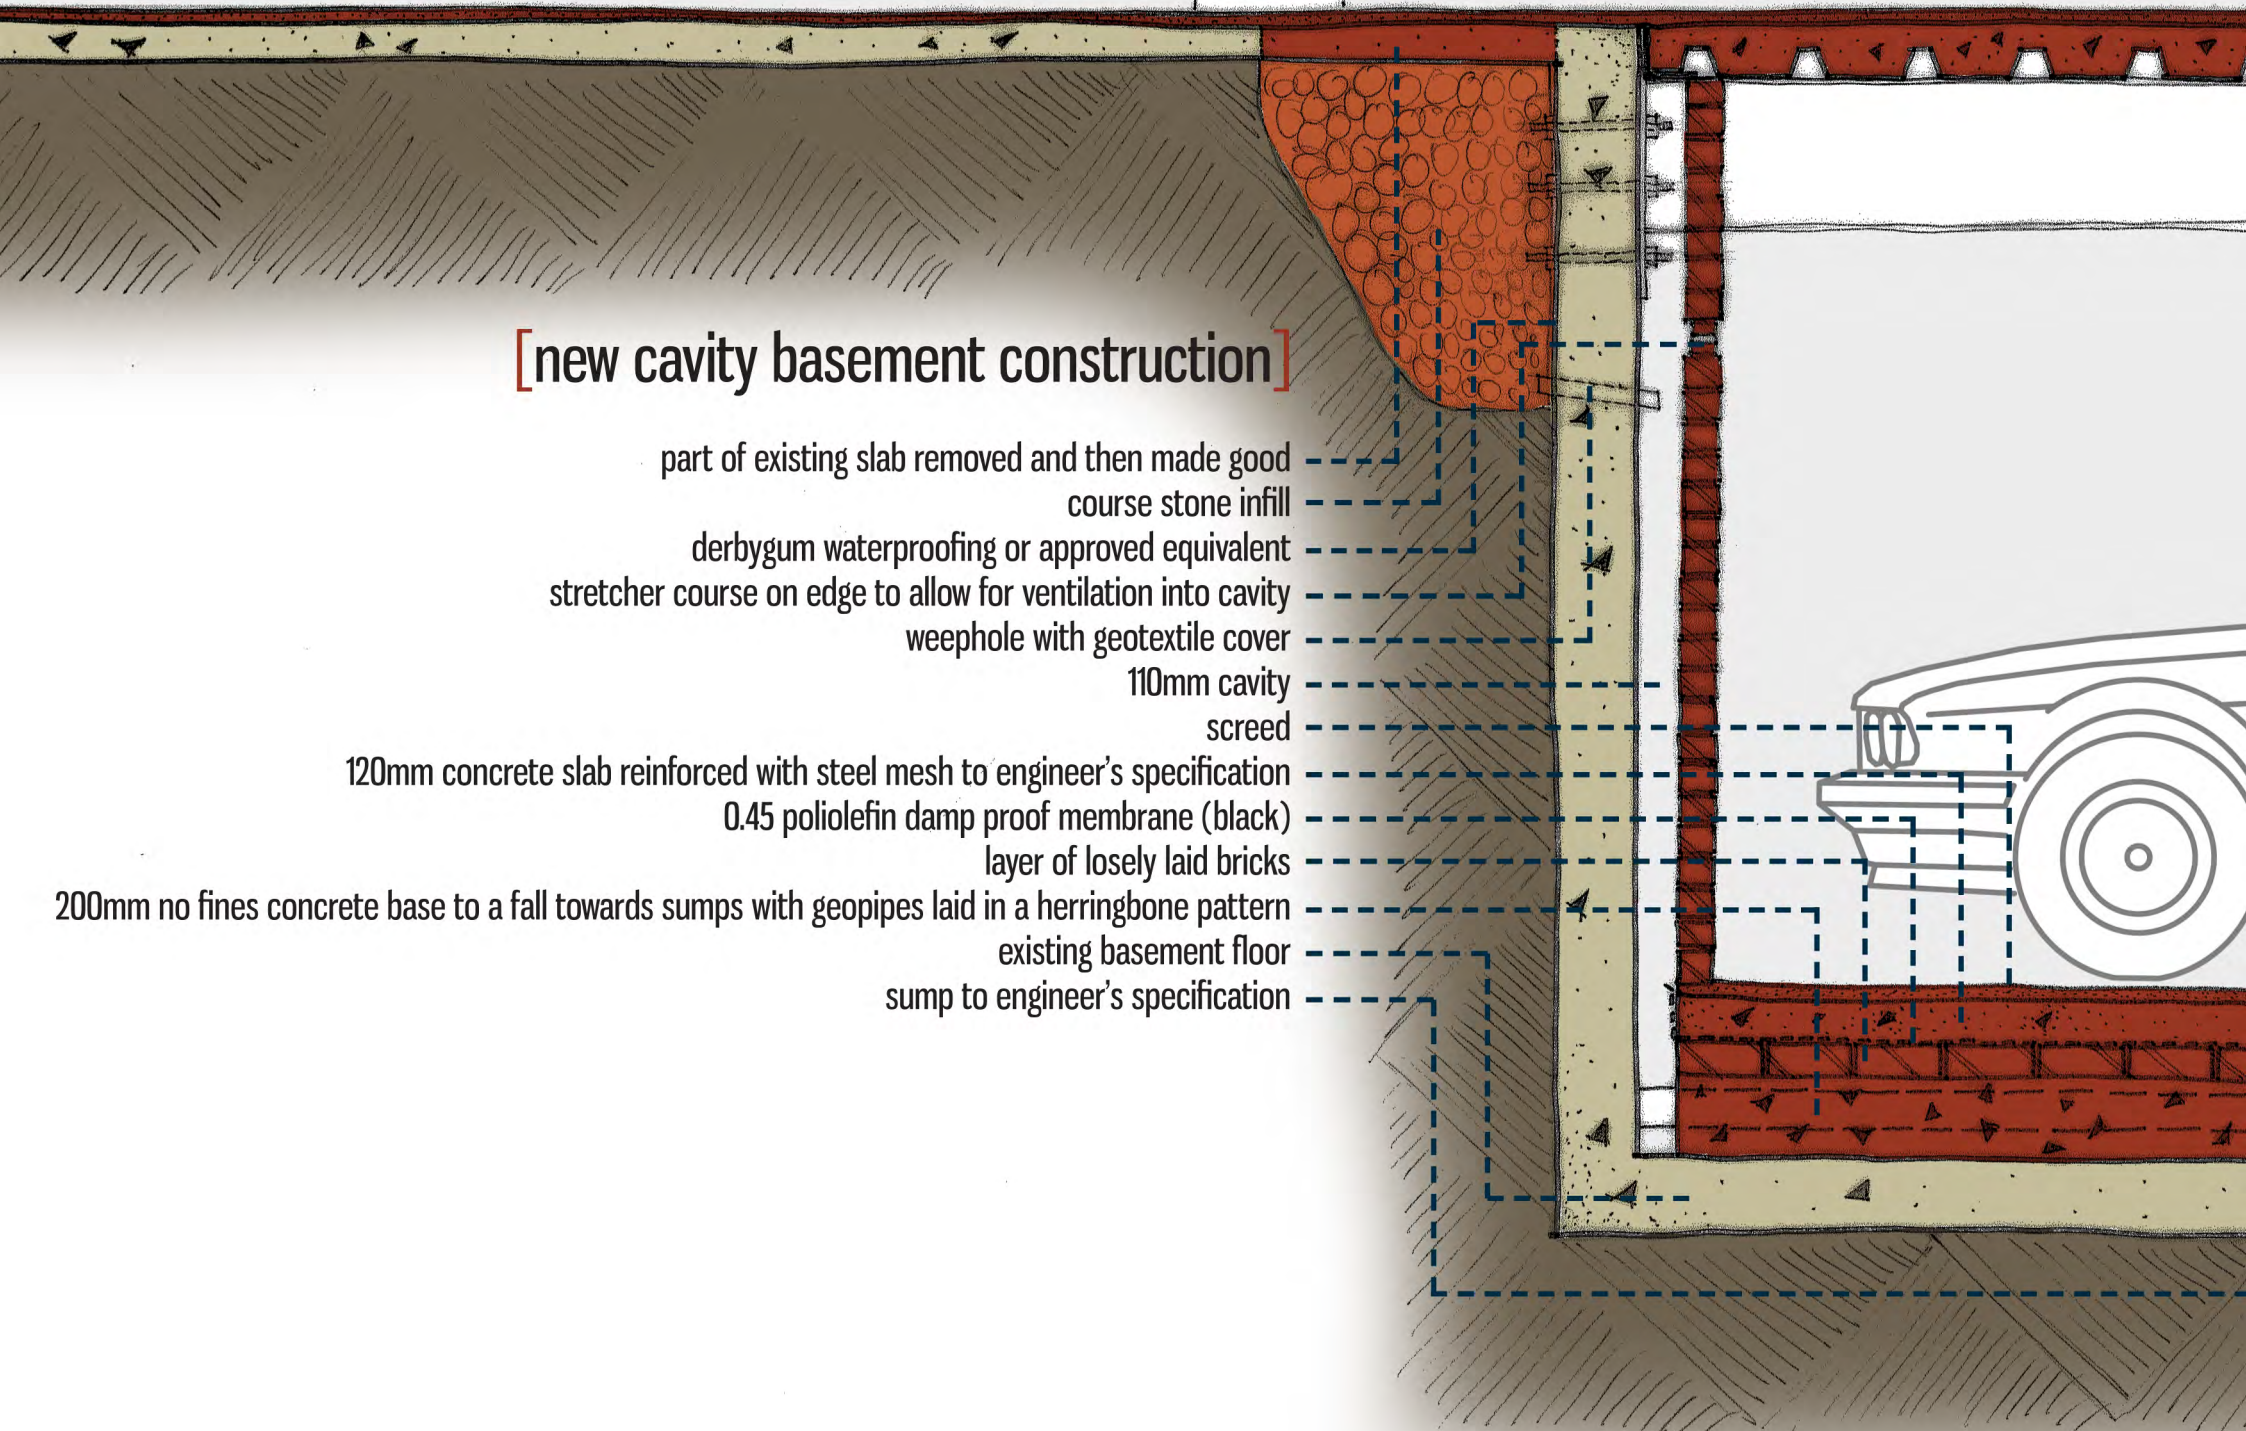 [new cavity basement construction]
part of existing slab removed and then made good
course stone infill
derbygum waterproofing or approved equivalent
stretcher course on edge to allow for ventilation into cavity
weephole with geotextile cover
110mm cavity
screed
120mm concrete slab reinforced with steel mesh to engineer’s specification
0.45 poliolefin damp proof membrane (black)
layer of losely laid bricks
200mm no fines concrete base to a fall towards sumps with geopipes laid in a herringbone pattern
existing basement floor
sump to engineer’s specification